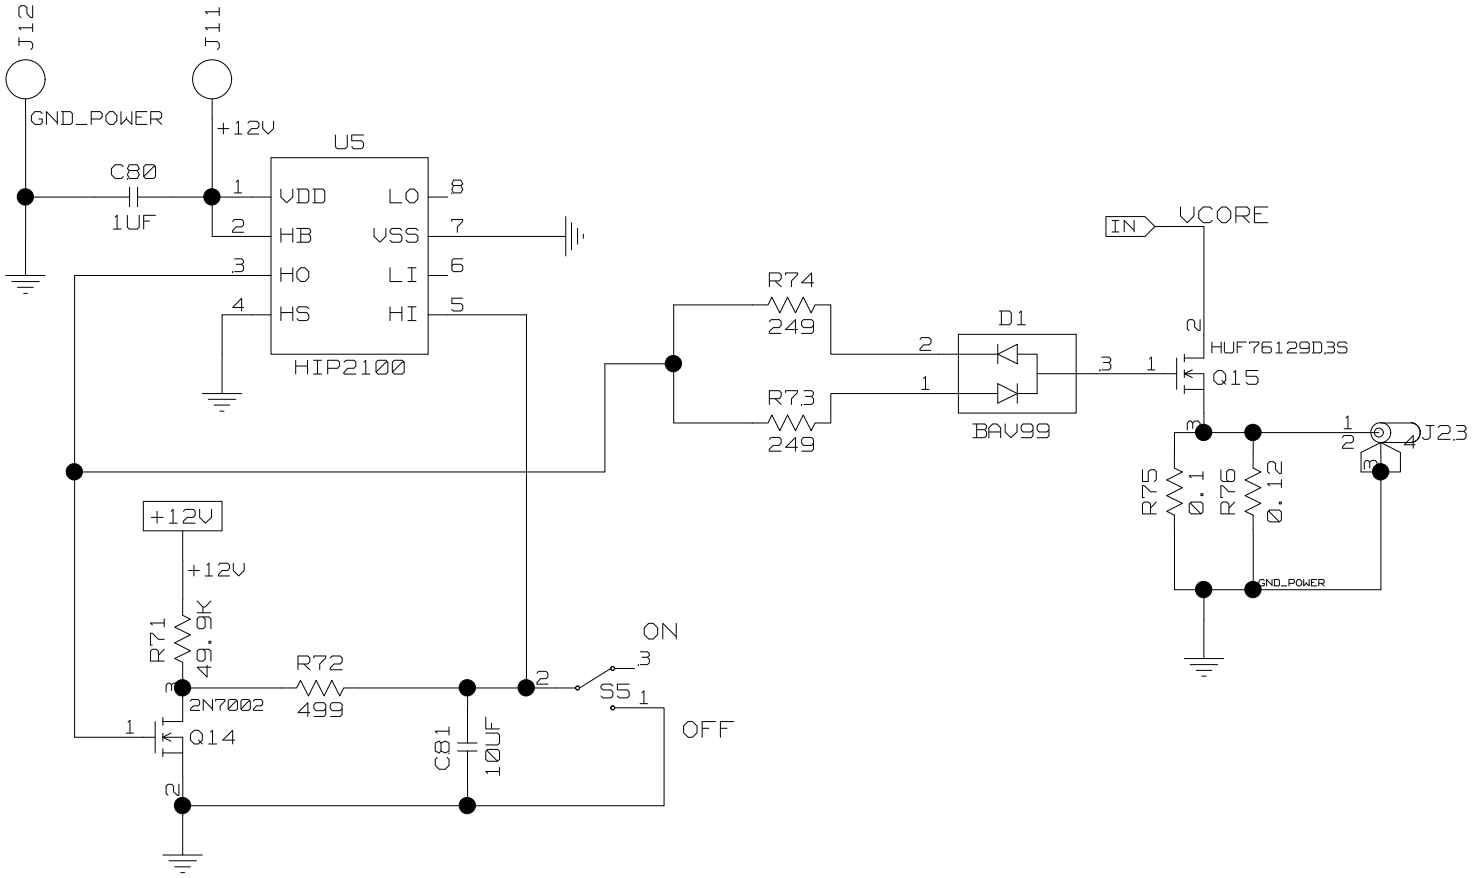 J12
J11
GND_POWER
+12V
U5
C80
1UF
1
VDD
LO
8
2
HB
VSS
7
3
HO
LI
6
4
HS
HI
5
HIP2100
R74
249
D1
2
3
1
R73
249
BAV99
IN
VCORE
2
HUF76129D3S
1
Q15
3
1
2
4
J23
3
R75
0.1
R76
0.12
GND_POWER
+12V
+12V
R71
49.9K
3
2N7002
1
Q14
2
R72
499
C81
10UF
2
ON
3
S5
1
OFF